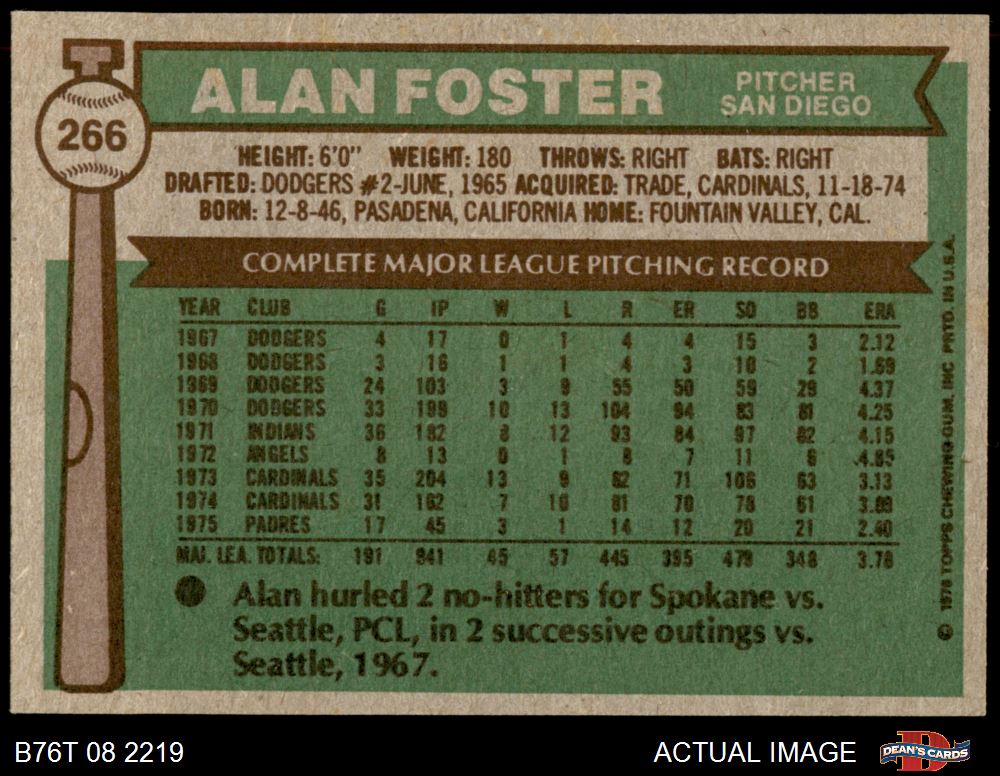 266
ALAN FOSTER
PITCHER
SAN DIEGO
HEIGHT: 6'0" WEIGHT: 180 THROWS: RIGHT BATS: RIGHT
DRAFTED: DODGERS #2-JUNE, 1965 ACQUIRED: TRADE, CARDINALS, 11-18-74
BORN: 12-8-46, PASADENA, CALIFORNIA HOME: FOUNTAIN VALLEY, CAL.
COMPLETE MAJOR LEAGUE PITCHING RECORD
YEAR CLUB G IP W L R ER SO BB ERA
1967 DODGERS 4 17 0 1 4 4 15 3 2.12
1968 DODGERS 3 16 1 1 4 3 10 2 1.69
1969 DODGERS 24 103 3 9 55 50 59 29 4.37
1970 DODGERS 33 199 10 13 104 94 83 81 4.25
1971 INDIANS 36 182 8 12 93 84 97 82 4.15
1972 ANGELS 8 13 0 1 8 7 11 6 4.85
1973 CARDINALS 35 204 13 9 82 71 106 63 3.13
1974 CARDINALS 31 162 7 10 81 70 78 61 3.89
1975 PADRES 17 45 3 1 14 12 20 21 2.40
MAJ. LEA. TOTALS: 191 941 45 57 445 395 479 348 3.78
Alan hurled 2 no-hitters for Spokane vs.
Seattle, PCL, in 2 successive outings vs.
Seattle, 1967.
© 1976 TOPPS CHEWING GUM, INC PRTD. IN U.S.A.
B76T 08 2219
ACTUAL IMAGE
DEAN'S CARDS